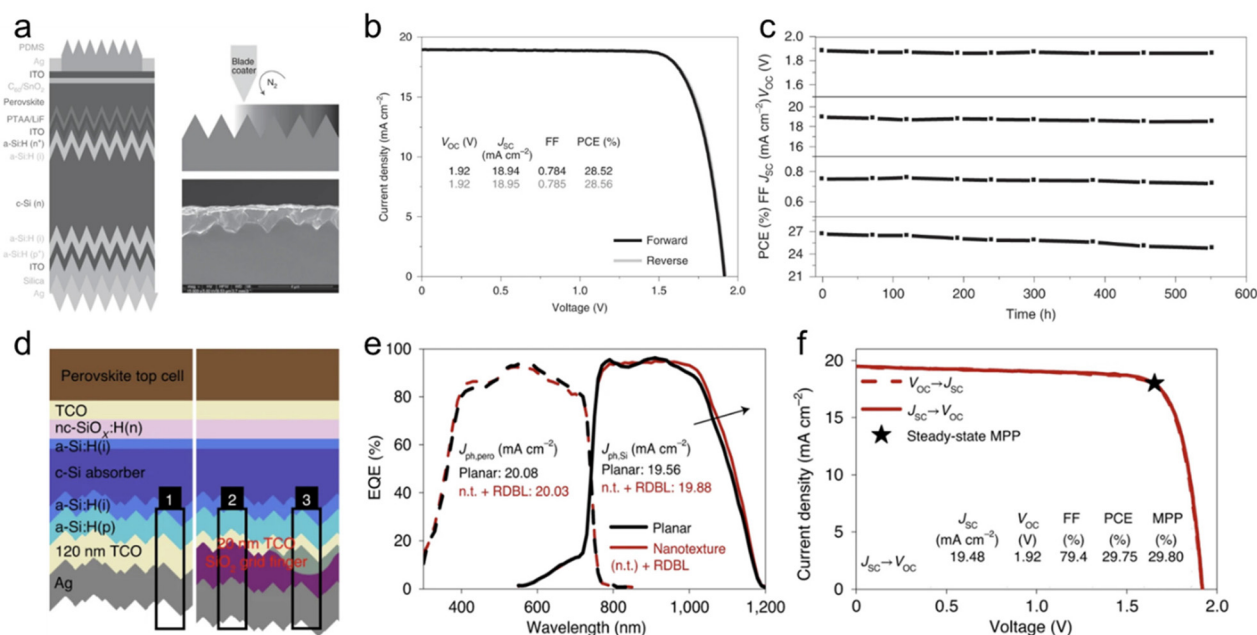 a
PDMS
Ag
ITO
C60/SnO2
Perovskite
PTAA/LiF
ITO
a-Si:H (n+)
a-Si:H (i)
c-Si (n)
a-Si:H (i)
a-Si:H (p+)
ITO
Silica
Ag
Blade
coater
N2
b
Current density (mA cm−2)
20
15
10
5
0
VOC (V) JSC (mA cm−2) FF PCE (%)
1.92 18.94 0.784 28.52
1.92 18.95 0.785 28.56
Forward
Reverse
0 0.5 1.0 1.5 2.0
Voltage (V)
c
PCE (%) FF JSC (mA cm−2) VOC (V)
2.0
1.8
1.6
20
18
16
0.8
0.6
27
24
21
0 100 200 300 400 500 600
Time (h)
d
Perovskite top cell
TCO
nc-SiOX:H(n)
a-Si:H(i)
c-Si absorber
a-Si:H(i)
a-Si:H(p)
120 nm TCO
Ag
1
2
3
grid finger
e
EQE (%)
100
80
60
40
20
0
Jph,pero (mA cm−2)
Planar: 20.08
n.t. + RDBL: 20.03
Jph,Si (mA cm−2)
Planar: 19.56
n.t. + RDBL: 19.88
Planar
Nanotexture
(n.t.) + RDBL
400 600 800 1,000 1,200
Wavelength (nm)
f
Current density (mA cm−2)
20
15
10
5
0
VOC→JSC
JSC→VOC
Steady-state MPP
JSC VOC FF PCE MPP
(mA cm−2) (V) (%) (%) (%)
JSC→VOC 19.48 1.92 79.4 29.75 29.80
0 0.5 1.0 1.5 2.0
Voltage (V)